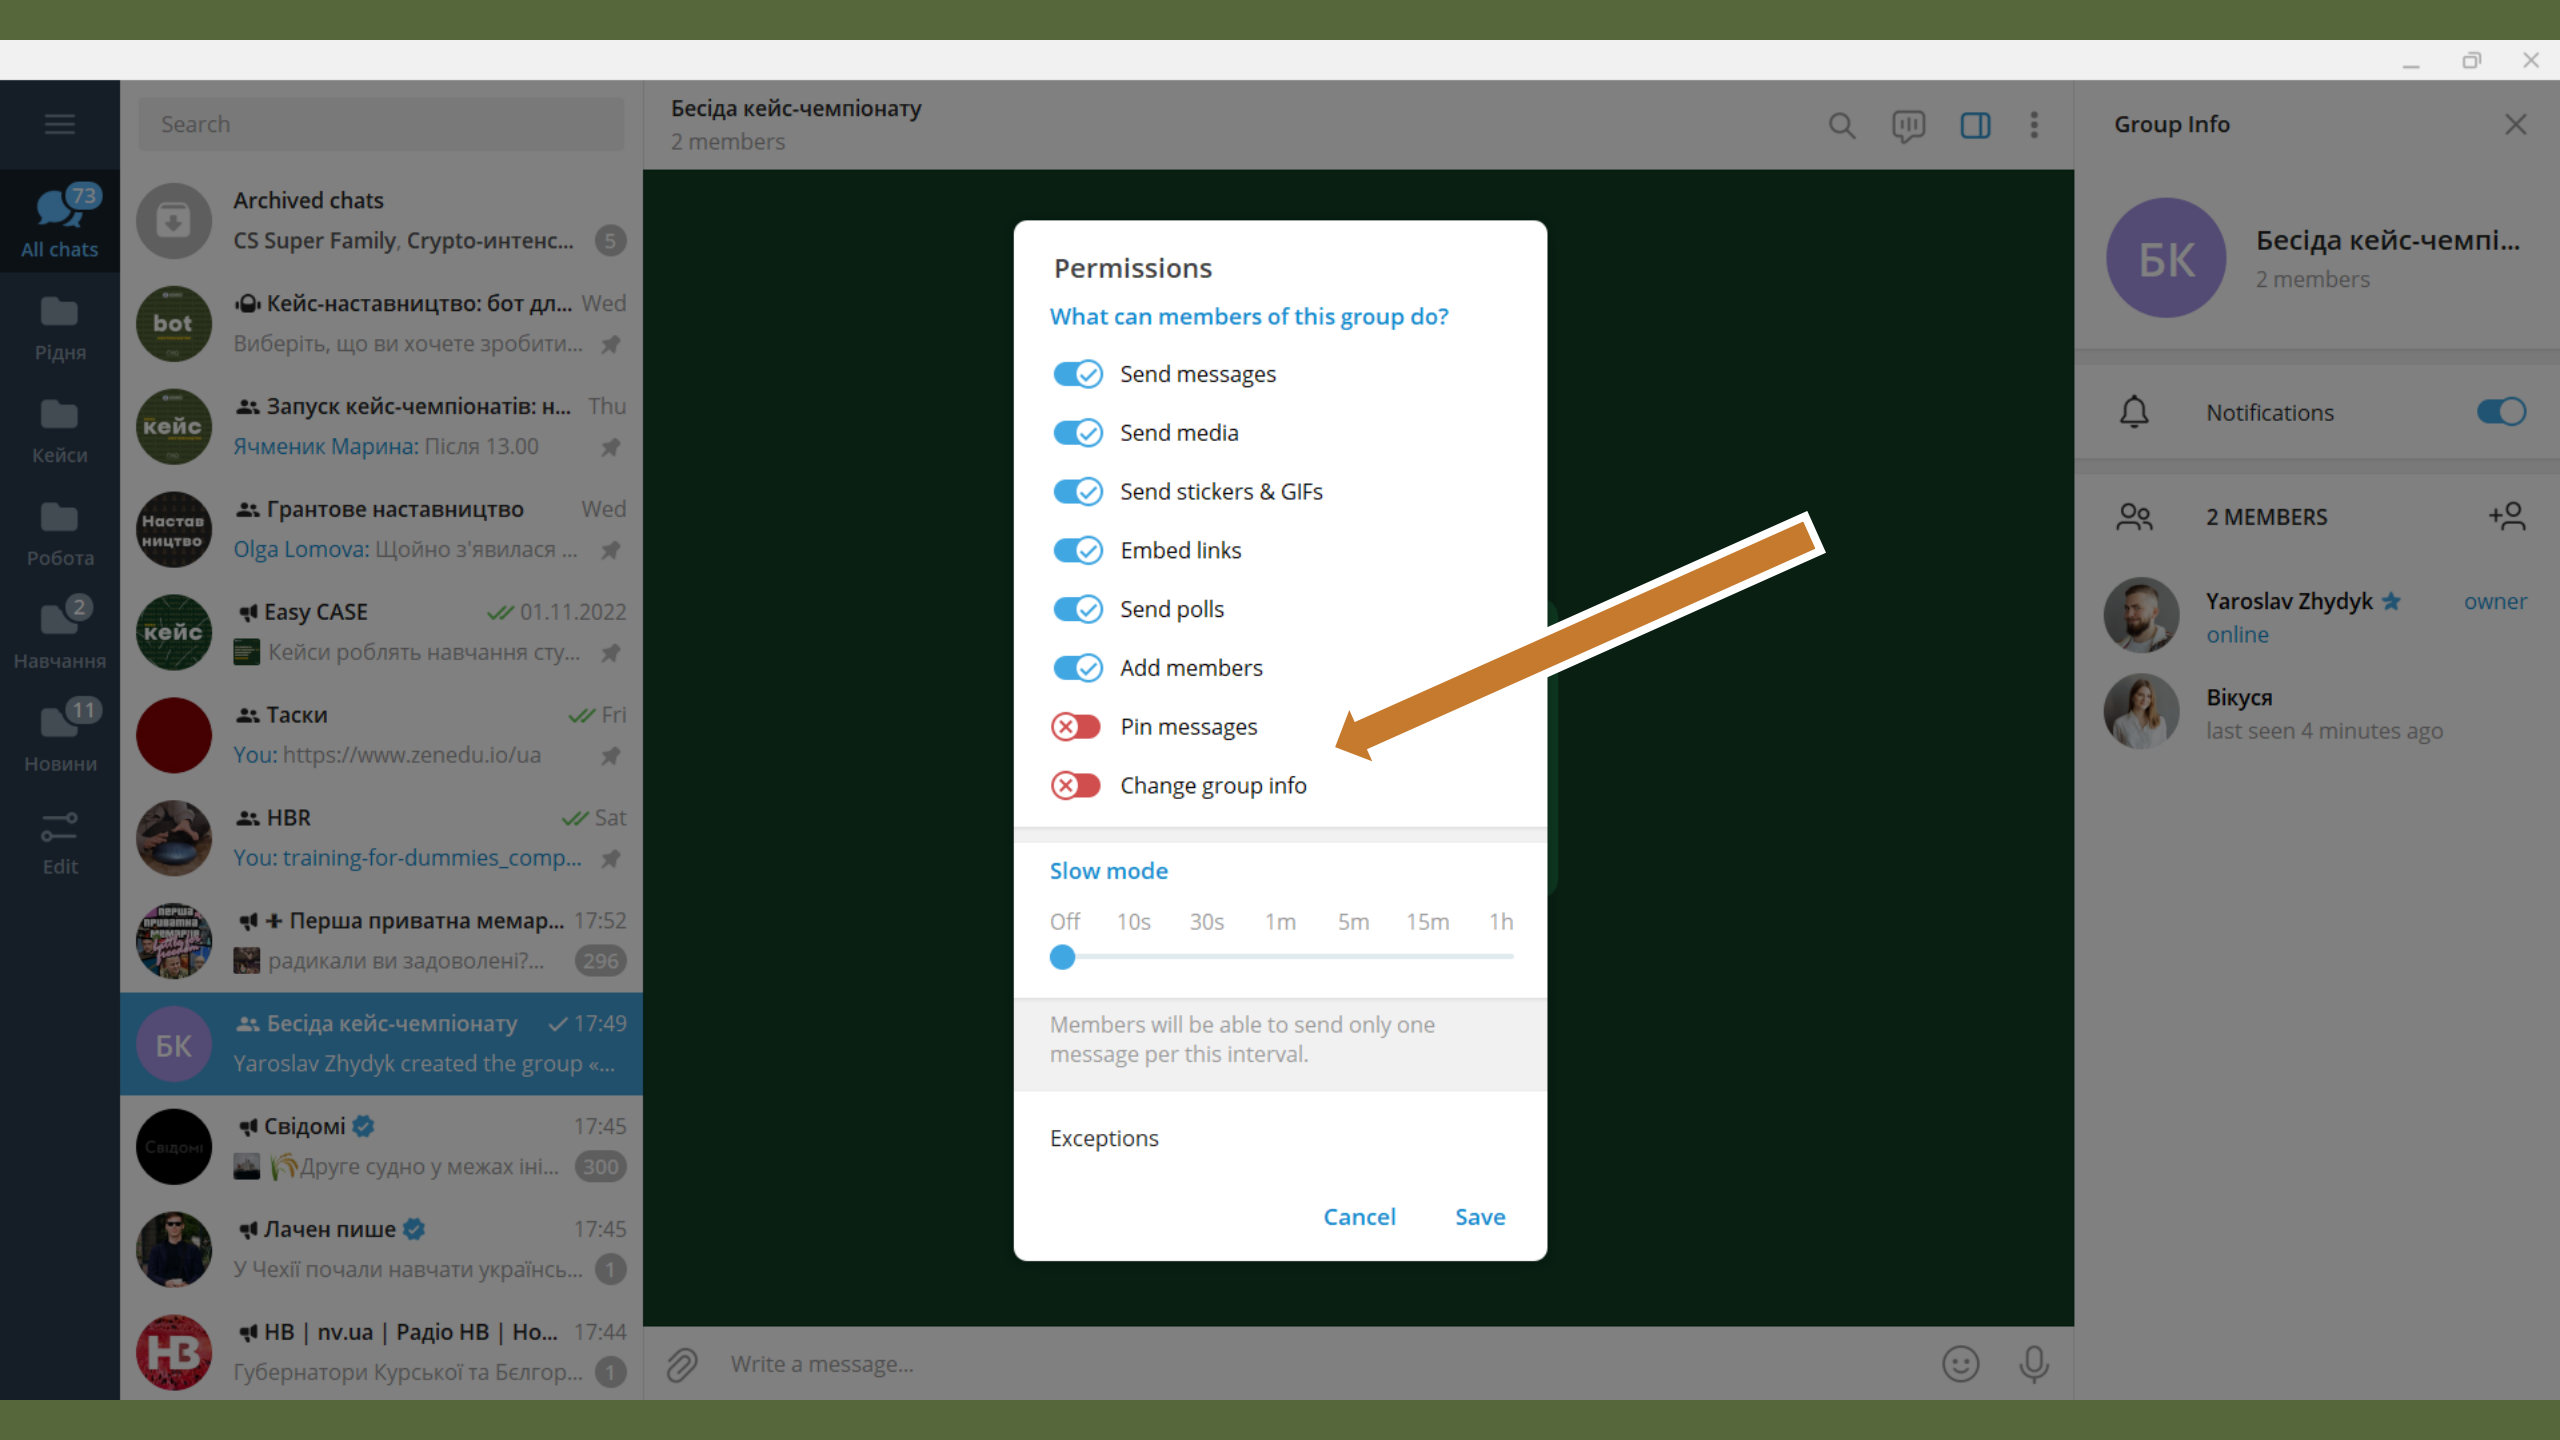 Search
All chats
73
Рідня
Кейси
Робота
2
Навчання
11
Новини
Edit
Archived chats
CS Super Family, Crypto-интенс... 5
bot
Кейс-наставництво: бот дл... Wed
Виберіть, що ви хочете зробити...
кейс
Запуск кейс-чемпіонатів: н... Thu
Ячменик Марина: Після 13.00
Настав
ництво
Грантове наставництво Wed
Olga Lomova: Щойно з'явилася ...
кейс
Easy CASE 01.11.2022
Кейси роблять навчання сту...
Таски Fri
You: https://www.zenedu.io/ua
HBR Sat
You: training-for-dummies_comp...
перша
приватна
мемарня
Перша приватна мемар... 17:52
радикали ви задоволені?... 296
БК
Бесіда кейс-чемпіонату 17:49
Yaroslav Zhydyk created the group «...
Свідомі
Свідомі 17:45
Друге судно у межах іні... 300
Лачен пише 17:45
У Чехії почали навчати українсь... 1
НВ
НВ | nv.ua | Радіо НВ | Но... 17:44
Губернатори Курської та Бєлгор... 1
Бесіда кейс-чемпіонату
2 members
Permissions
What can members of this group do?
Send messages
Send media
Send stickers & GIFs
Embed links
Send polls
Add members
Pin messages
Change group info
Slow mode
Off 10s 30s 1m 5m 15m 1h
Members will be able to send only one
message per this interval.
Exceptions
Cancel Save
Write a message...
Group Info
БК
Бесіда кейс-чемпі...
2 members
Notifications
2 MEMBERS
Yaroslav Zhydyk owner
online
Вікуся
last seen 4 minutes ago